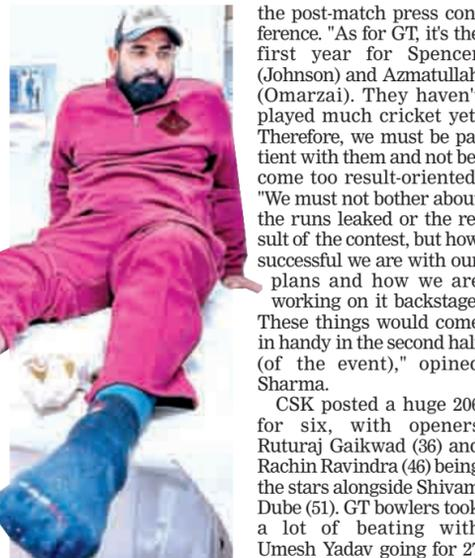 the post-match press con
ference. "As for GT, it's the
first year for Spencer
(Johnson) and Azmatullah
(Omarzai). They haven'
played much cricket yet
Therefore, we must be pa
tient with them and not be
come too result-oriented
"We must not bother abou
the runs leaked or the re
sult of the contest, but how
successful we are with our
plans and how we are
working on it backstage
These things would come
in handy in the second hal
(of the event)," opined
Sharma.
CSK posted a huge 206
for six, with openers
Ruturaj Gaikwad (36) and
Rachin Ravindra (46) being
the stars alongside Shivam
Dube (51). GT bowlers took
a lot of beating with
Umesh Yadav going for 27